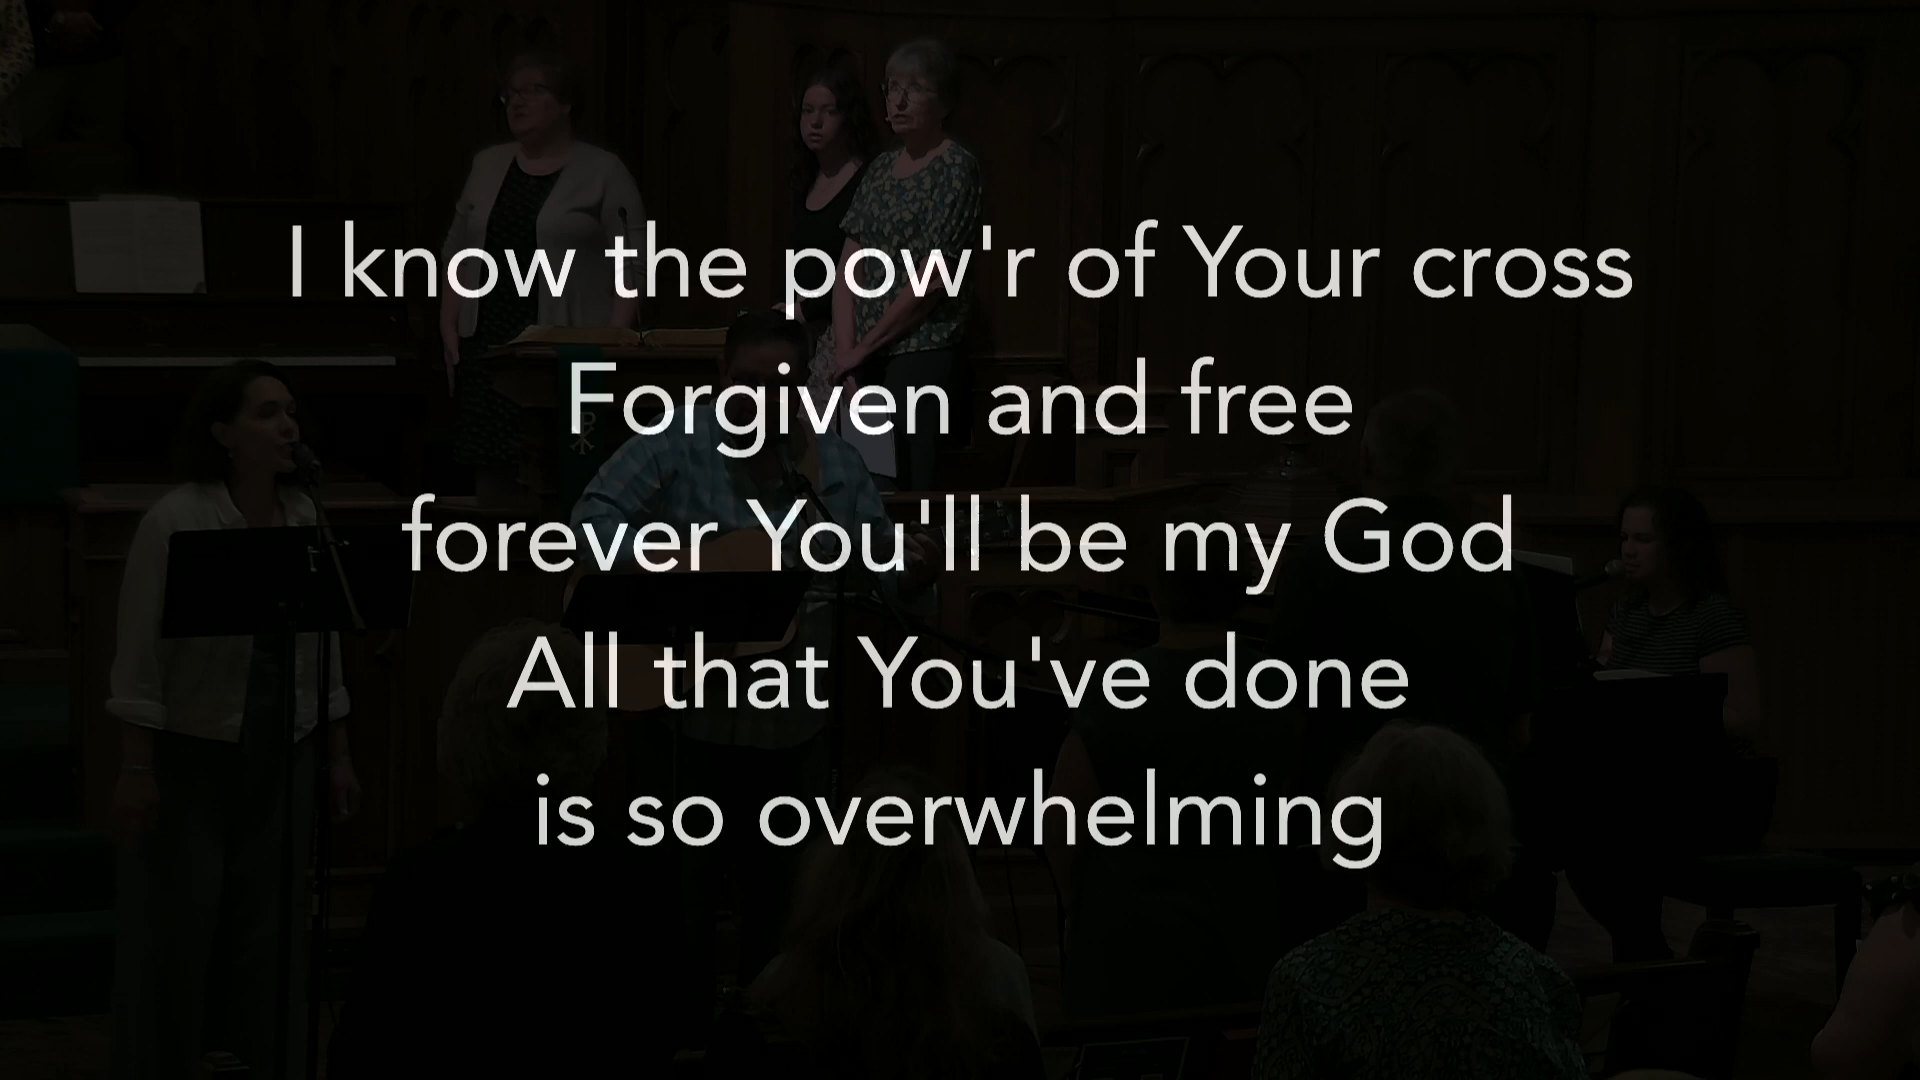 I know the pow'r of Your cross
Forgiven and free
forever You'll be my God
All that You've done
is so overwhelming